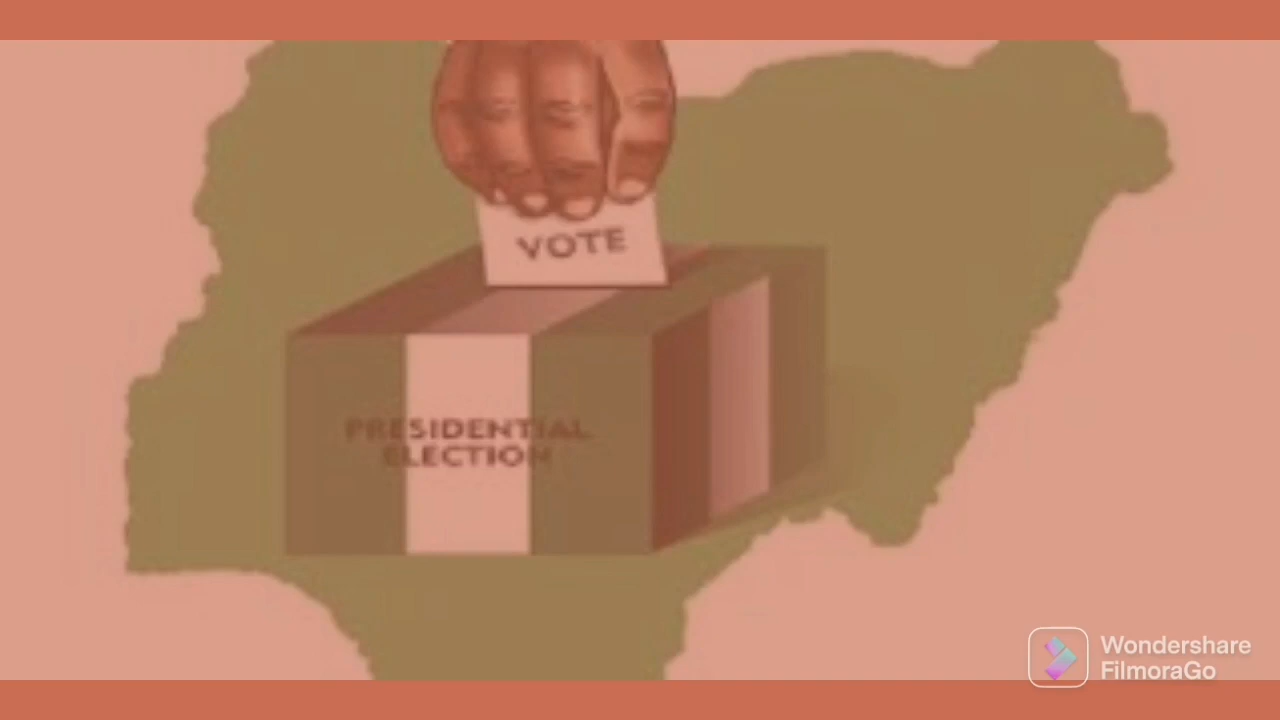 VOTE
PRESIDENTIAL
ELECTION
Wondershare
FilmoraGo